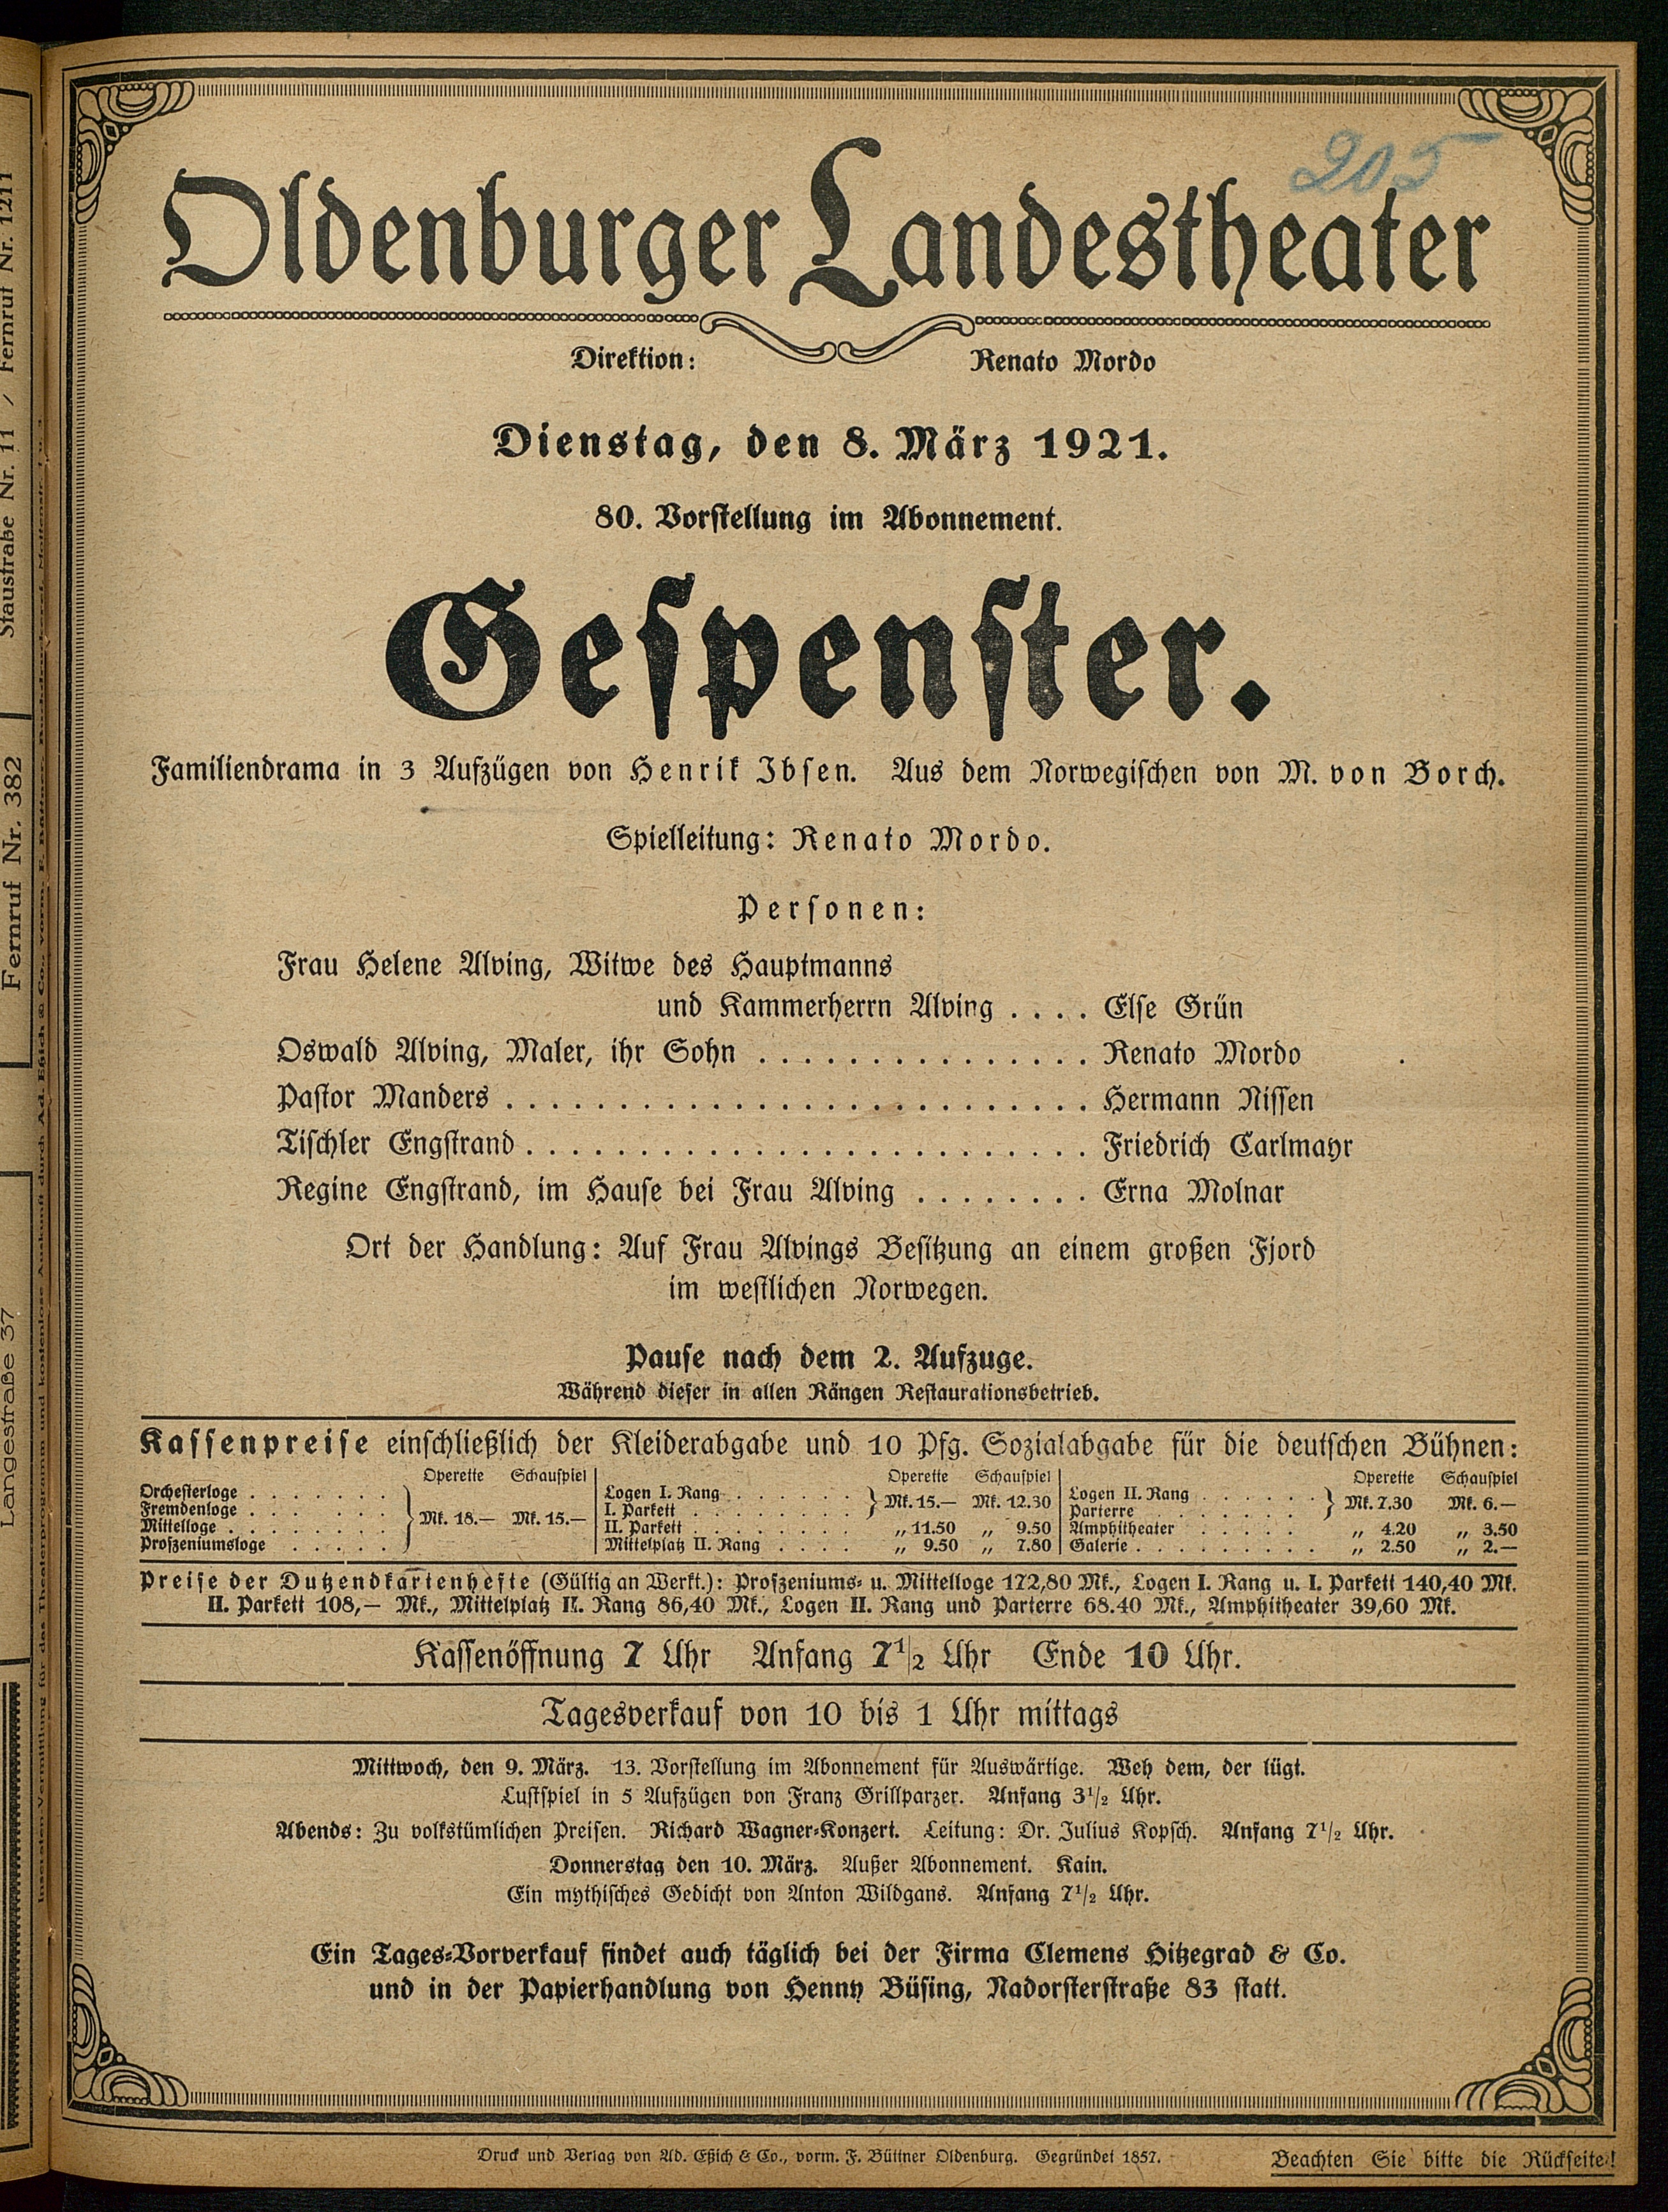 205
Oldenburger Landestheater
Direktion: Renato Mordo
Dienstag, den 8. März 1921.
80. Vorstellung im Abonnement.
Gespenster.
Familiendrama in 3 Aufzügen von Henrik Ibsen. Aus dem Norwegischen von M. von Borch.
Spielleitung: Renato Mordo.
Personen:
Frau Helene Alving, Witwe des Hauptmanns
und Kammerherrn Alving . . . . Else Grün
Oswald Alving, Maler, ihr Sohn . . . . . . . . . . . . . . . Renato Mordo
Pastor Manders . . . . . . . . . . . . . . . . . . . . . . . . . . Hermann Nissen
Tischler Engstrand . . . . . . . . . . . . . . . . . . . . . . . . . Friedrich Carlmayr
Regine Engstrand, im Hause bei Frau Alving . . . . . . . . Erna Molnar
Ort der Handlung: Auf Frau Alvings Besitzung an einem großen Fjord
im westlichen Norwegen.
Pause nach dem 2. Aufzuge.
Während dieser in allen Rängen Restaurationsbetrieb.
Kassenpreise einschließlich der Kleiderabgabe und 10 Pfg. Sozialabgabe für die deutschen Bühnen:
Operette Schauspiel
Orchesterloge . . . . . . .
Fremdenloge . . . . . . .
Mittelloge . . . . . . . .
Proszeniumsloge . . . . .
Mk. 18.— Mk. 15.—
Operette Schauspiel
Logen I. Rang . . . . . .
I. Parkett . . . . . . . .
Mk. 15.— Mk. 12.30
II. Parkett . . . . . . . . „ 11.50 „ 9.50
Mittelplatz II. Rang . . . . „ 9.50 „ 7.80
Operette Schauspiel
Logen II. Rang . . . . . .
Parterre . . . . . . .
Mk. 7.30 Mk. 6.—
Amphitheater . . . . . „ 4.20 „ 3.50
Galerie . . . . . . . . . „ 2.50 „ 2.—
Preise der Dutzendkartenhefte (Gültig an Werkt.): Proszeniums- u. Mittelloge 172,80 Mk., Logen I. Rang u. I. Parkett 140,40 Mk.
II. Parkett 108,— Mk., Mittelplatz II. Rang 86,40 Mk., Logen II. Rang und Parterre 68.40 Mk., Amphitheater 39,60 Mk.
Kassenöffnung 7 Uhr Anfang 7 1/2 Uhr Ende 10 Uhr.
Tagesverkauf von 10 bis 1 Uhr mittags
Mittwoch, den 9. März. 13. Vorstellung im Abonnement für Auswärtige. Weh dem, der lügt.
Lustspiel in 5 Aufzügen von Franz Grillparzer. Anfang 3 1/2 Uhr.
Abends: Zu volkstümlichen Preisen. Richard Wagner-Konzert. Leitung: Dr. Julius Kopsch. Anfang 7 1/2 Uhr.
Donnerstag den 10. März. Außer Abonnement. Kain.
Ein mythisches Gedicht von Anton Wildgans. Anfang 7 1/2 Uhr.
Ein Tages-Vorverkauf findet auch täglich bei der Firma Clemens Hitzegrad & Co.
und in der Papierhandlung von Henny Büsing, Nadorsterstraße 83 statt.
Druck und Verlag von Ad. Eßich & Co., vorm. F. Büttner Oldenburg. Gegründet 1857.
Beachten Sie bitte die Rückseite!
Staustraße Nr. 11 / Fernruf Nr. 1211
Fernruf Nr. 382
Langestraße 37